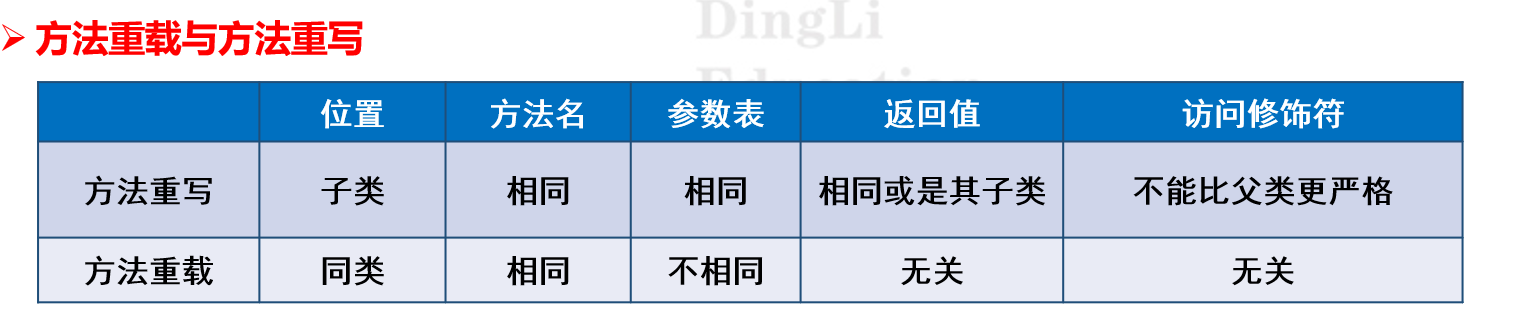 DingLi
Education
➢ 方法重载与方法重写
位置 方法名 参数表 返回值 访问修饰符
方法重写 子类 相同 相同 相同或是其子类 不能比父类更严格
方法重载 同类 相同 不相同 无关 无关